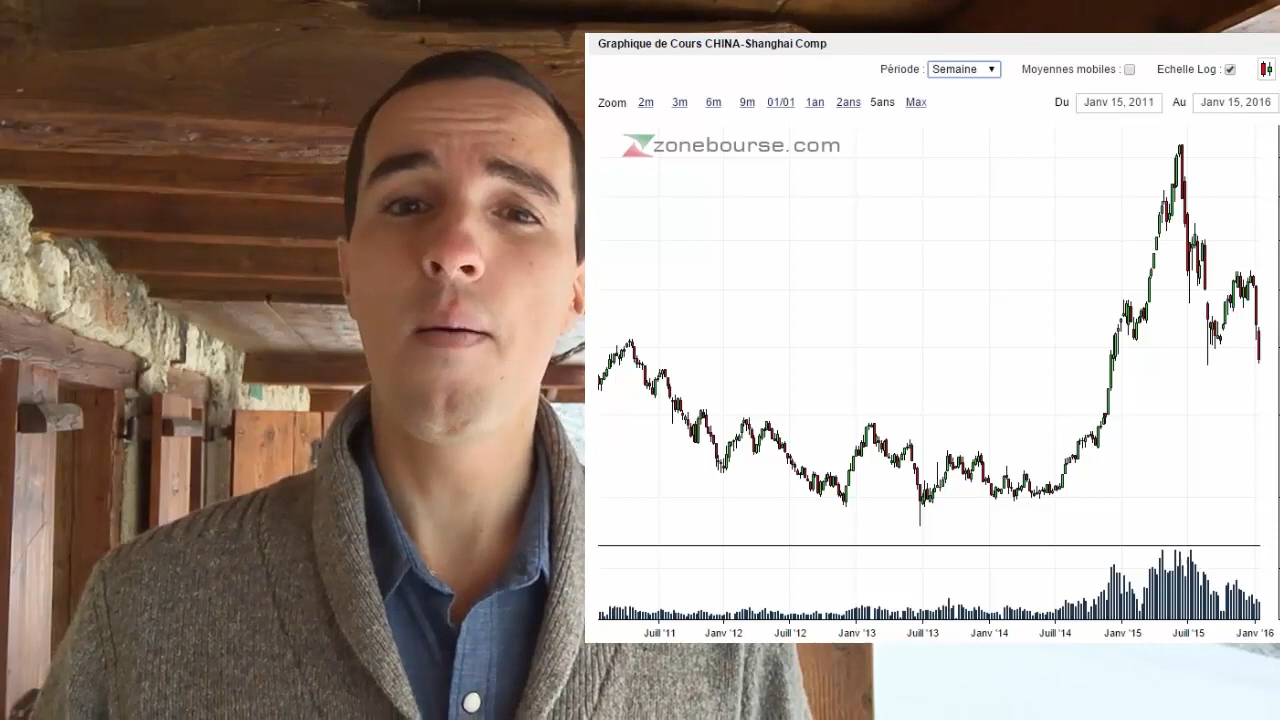 Graphique de Cours CHINA-Shanghai Comp
Période : Semaine ▼ Moyennes mobiles : Echelle Log :
Zoom 2m 3m 6m 9m 01/01 1an 2ans 5ans Max Du Janv 15, 2011 Au Janv 15, 2016
zonebourse.com
Juill '11 Janv '12 Juill '12 Janv '13 Juill '13 Janv '14 Juill '14 Janv '15 Juill '15 Janv '16